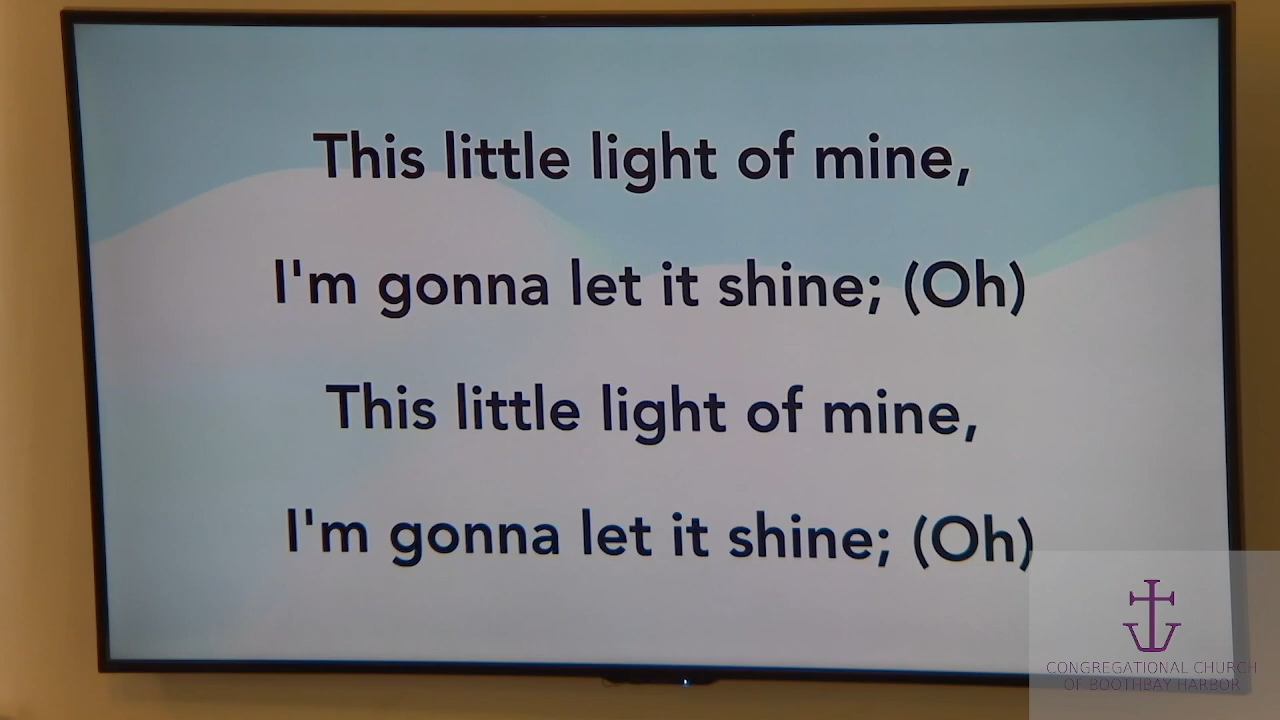 This little light of mine,
I'm gonna let it shine; (Oh)
This little light of mine,
I'm gonna let it shine; (Oh)
CONGREGATIONAL CHURCH
OF BOOTHBAY HARBOR